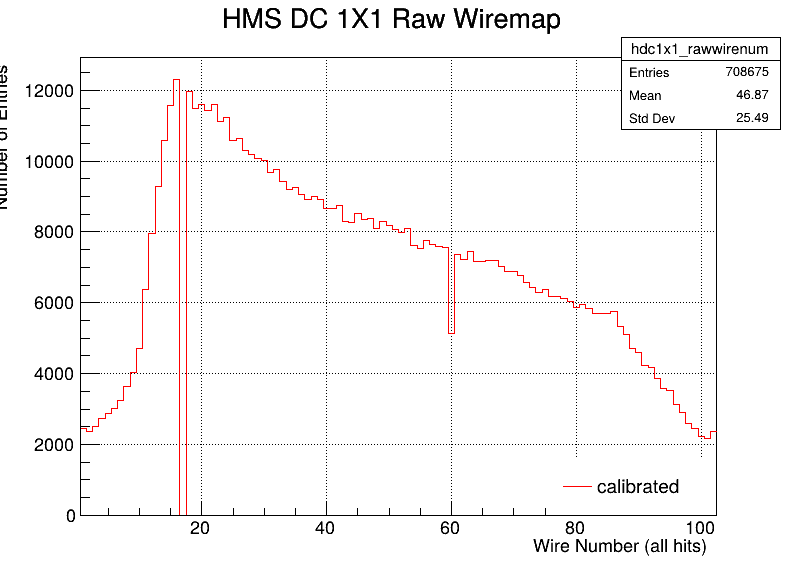 HMS DC 1X1 Raw Wiremap
hdc1x1_rawwirenum
Entries 708675
Mean 46.87
Std Dev 25.49
Number of Entries
12000
10000
8000
6000
4000
2000
0
calibrated
20 40 60 80 100
Wire Number (all hits)